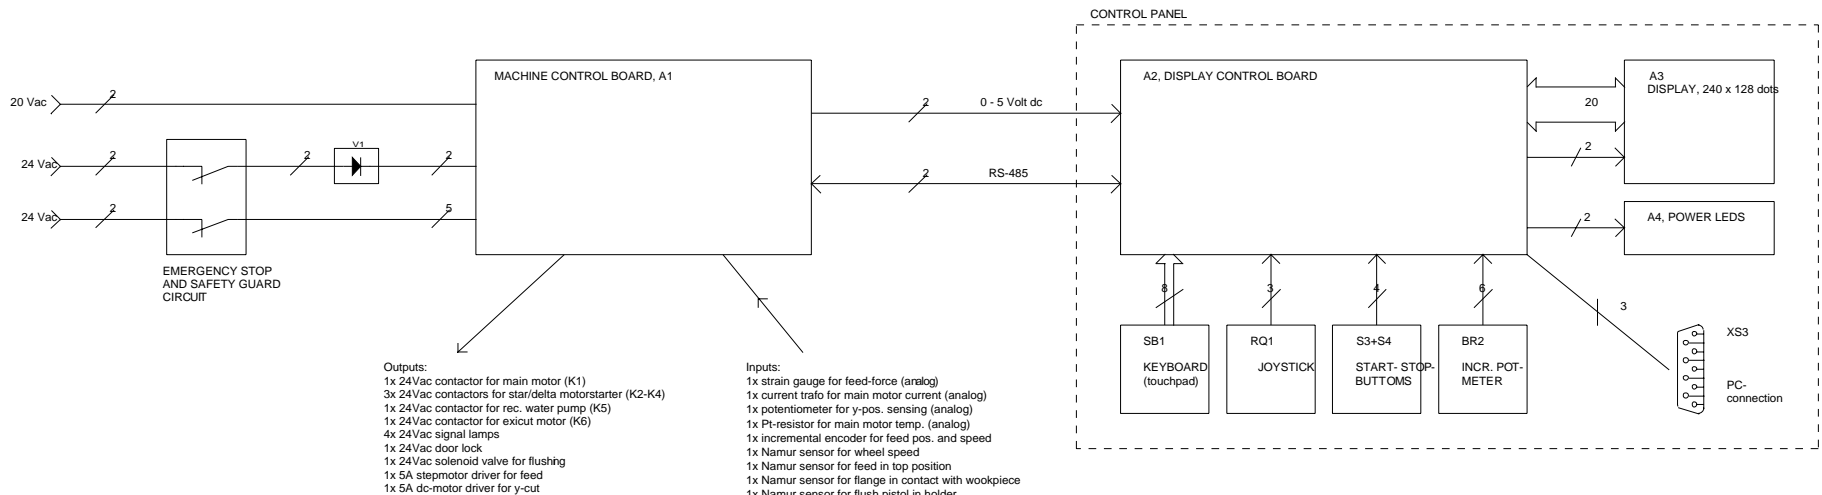 CONTROL PANEL
MACHINE CONTROL BOARD, A1
A2, DISPLAY CONTROL BOARD
A3
DISPLAY, 240 x 128 dots
20 Vac
2
2
0 - 5 Volt dc
20
V1
24 Vac
2
2
2
2
RS-485
2
24 Vac
2
5
2
A4, POWER LEDS
EMERGENCY STOP
AND SAFETY GUARD
CIRCUIT
8
3
4
6
3
SB1
KEYBOARD
(touchpad)
RQ1
JOYSTICK
S3+S4
START- STOP-
BUTTOMS
BR2
INCR. POT-
METER
XS3
PC-
connection
Outputs:
1x 24Vac contactor for main motor (K1)
3x 24Vac contactors for star/delta motorstarter (K2-K4)
1x 24Vac contactor for rec. water pump (K5)
1x 24Vac contactor for exicut motor (K6)
4x 24Vac signal lamps
1x 24Vac door lock
1x 24Vac solenoid valve for flushing
1x 5A stepmotor driver for feed
1x 5A dc-motor driver for y-cut
Inputs:
1x strain gauge for feed-force (analog)
1x current trafo for main motor current (analog)
1x potentiometer for y-pos. sensing (analog)
1x Pt-resistor for main motor temp. (analog)
1x incremental encoder for feed pos. and speed
1x Namur sensor for wheel speed
1x Namur sensor for feed in top position
1x Namur sensor for flange in contact with wookpiece
1x Namur sensor for flush pistol in holder